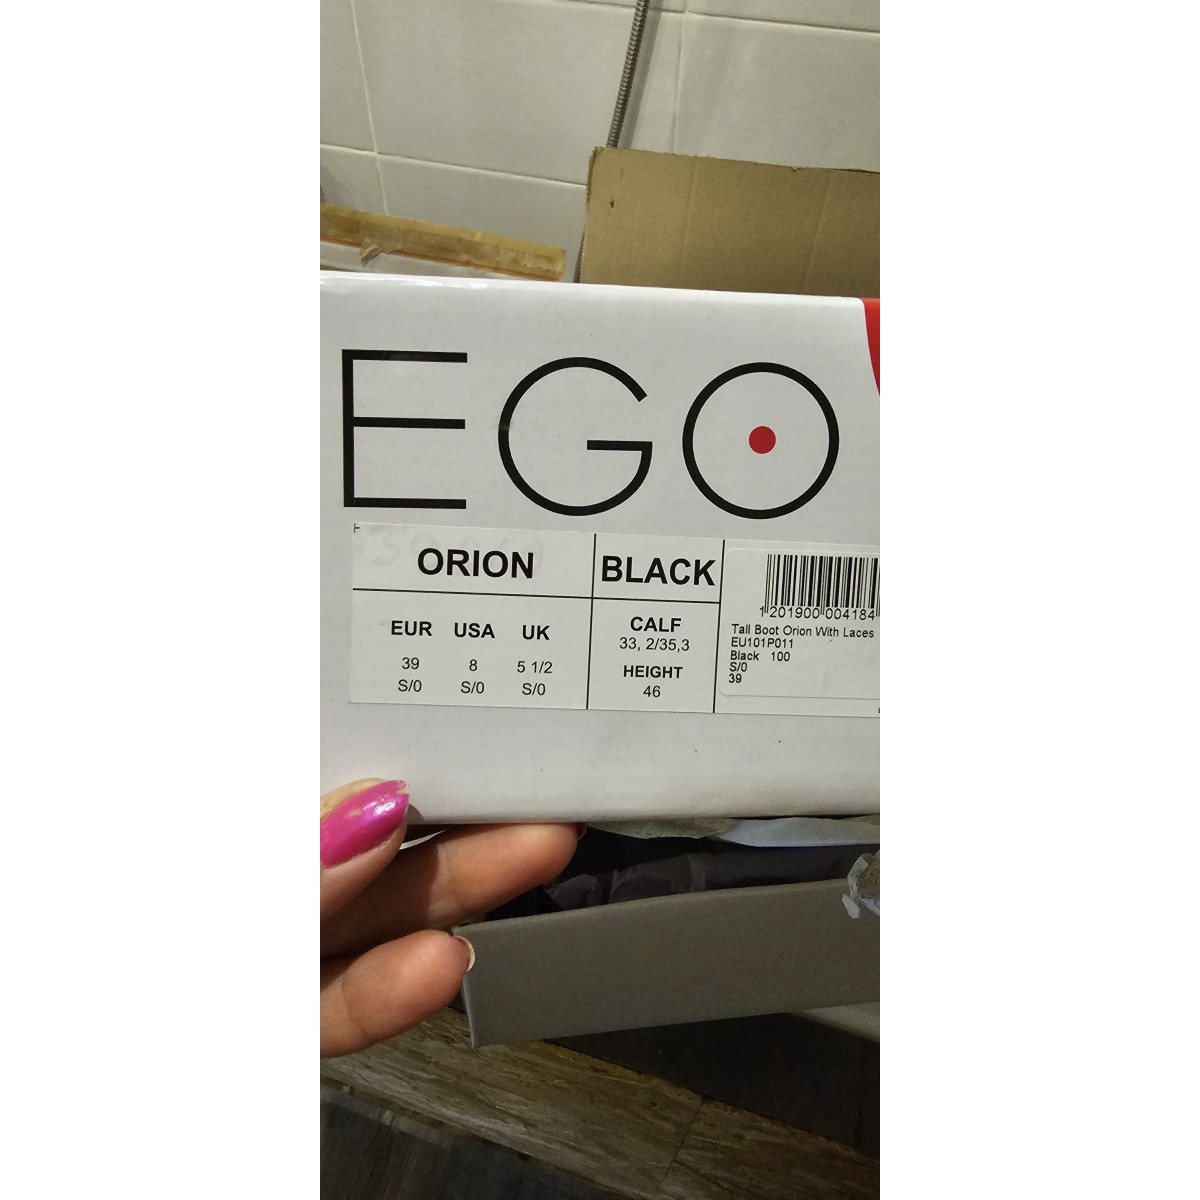 EGO
ORION
BLACK
EUR USA UK
39 8 5 1/2
S/0 S/0 S/0
CALF
33, 2/35,3
HEIGHT
46
1 201900 004184
Tall Boot Orion With Laces
EU101P011
Black 100
S/0
39